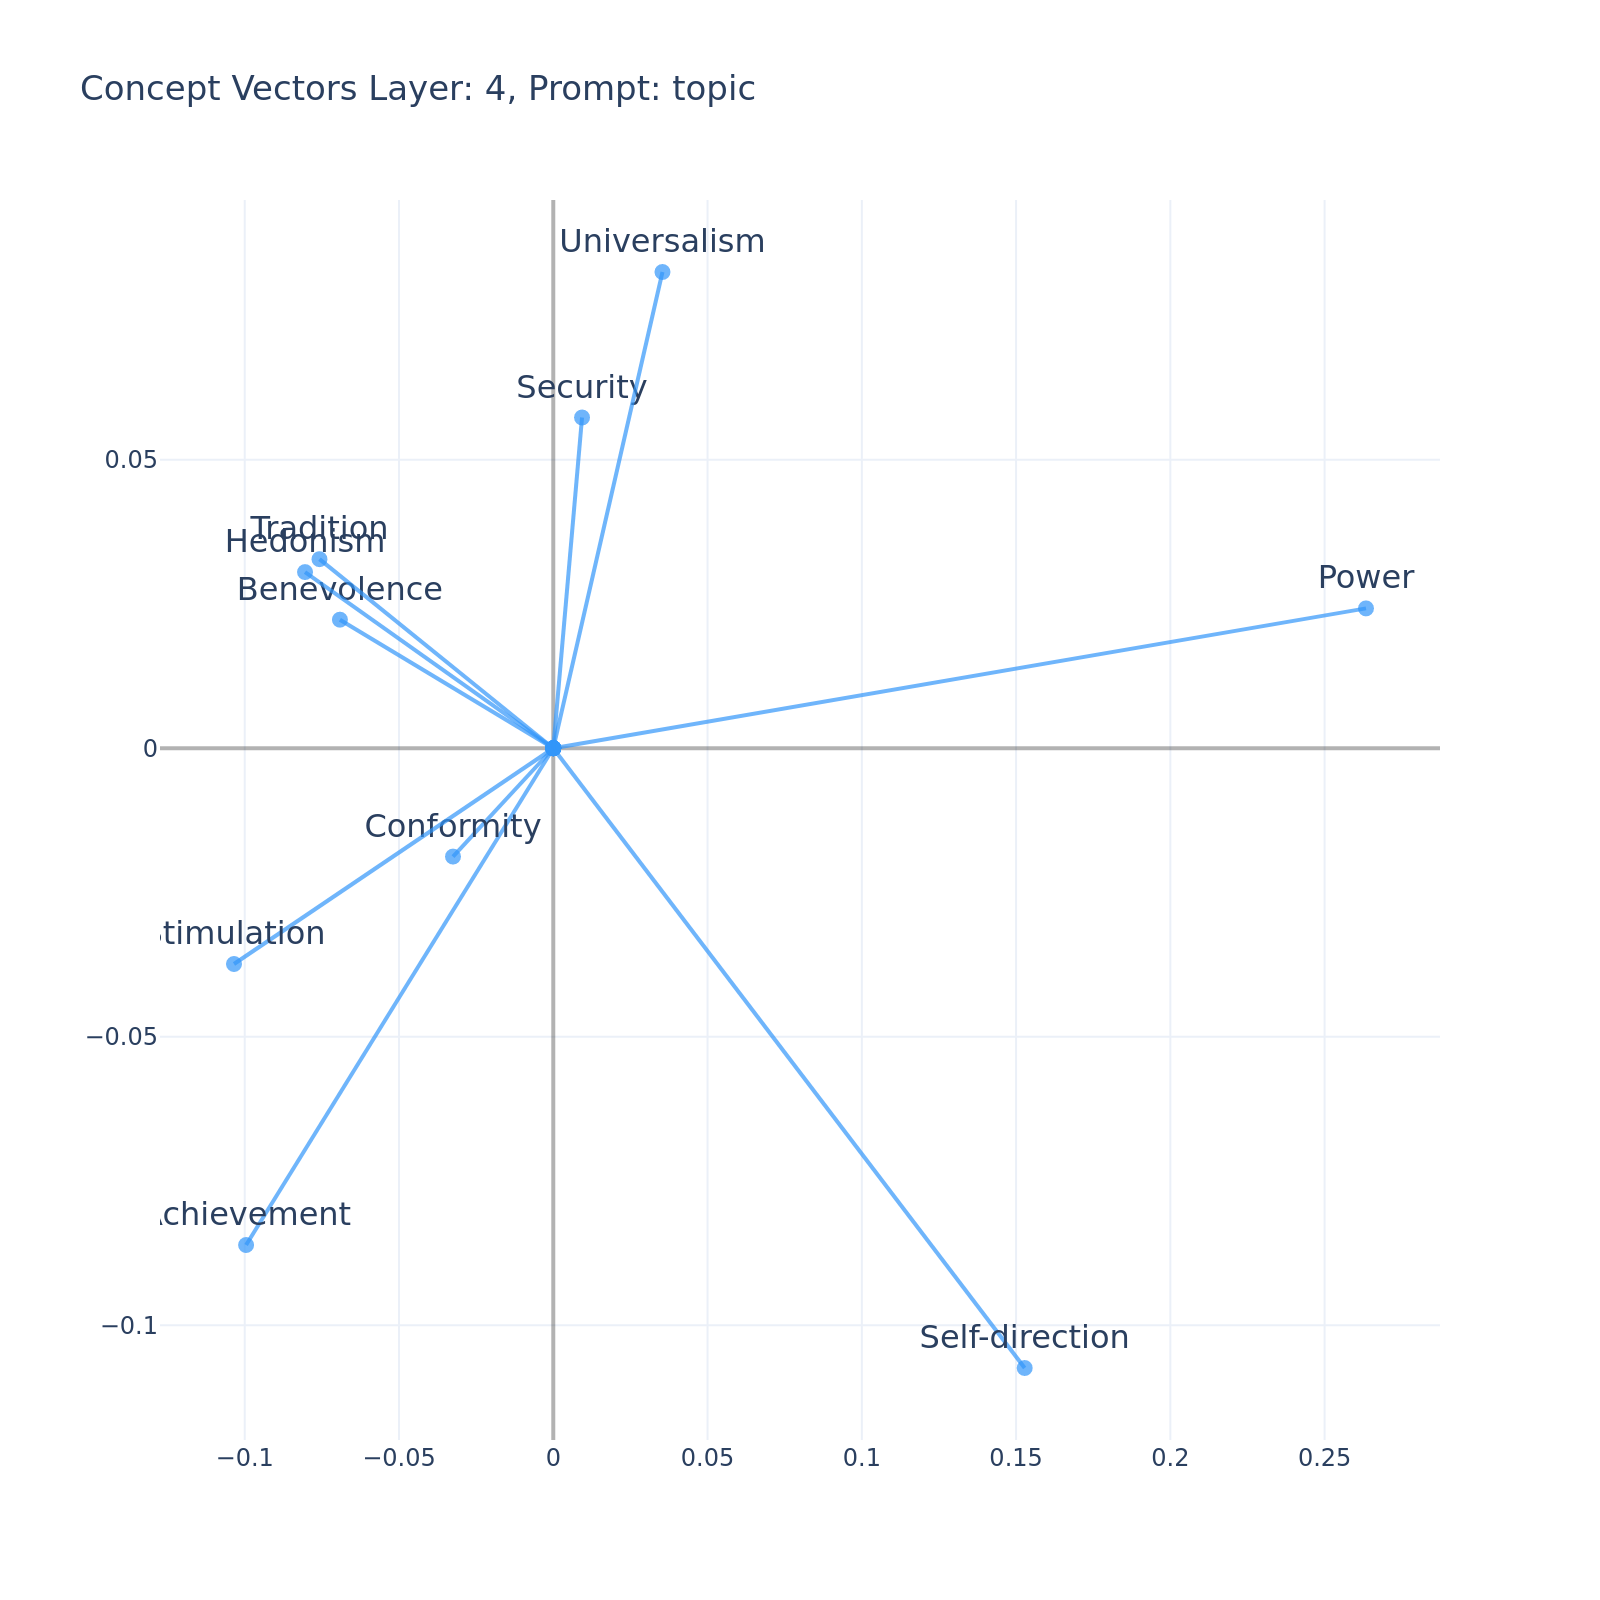 Concept Vectors Layer: 4, Prompt: topic
Universalism
Security
0.05
Tradition
Hedonism
Power
Benevolence
0
Conformity
timulation
−0.05
chievement
−0.1
Self-direction
−0.1
−0.05
0
0.05
0.1
0.15
0.2
0.25